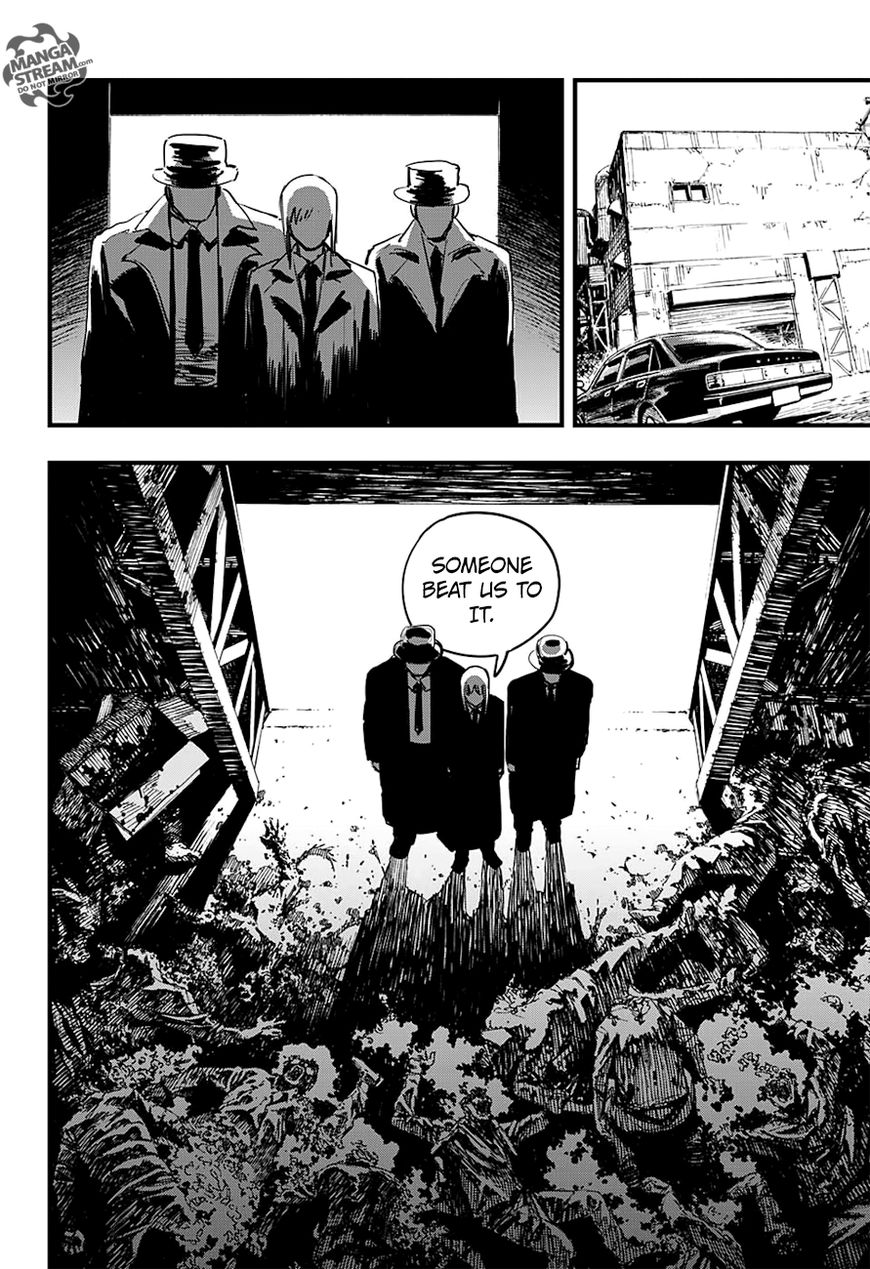 MANGA
STREAM.com
DO NOT MIRROR
SOMEONE
BEAT US TO
IT.